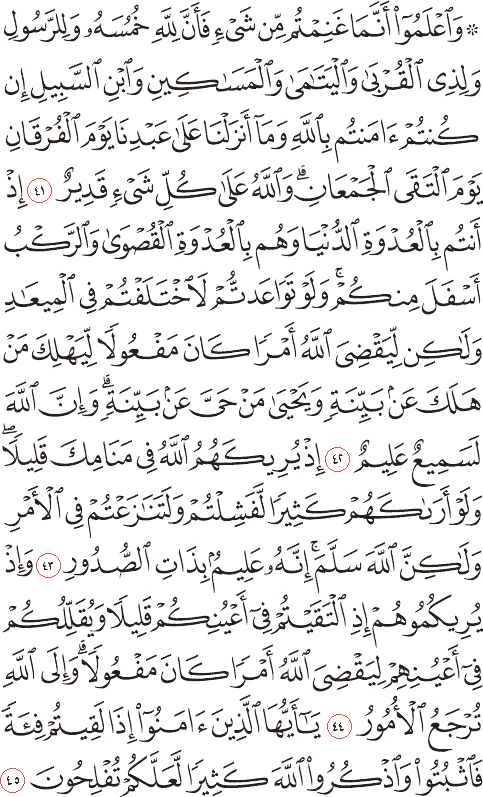 ۞ وَٱعۡلَمُوٓاْ أَنَّمَا غَنِمۡتُم مِّن شَيۡءٖ فَأَنَّ لِلَّهِ خُمُسَهُۥ وَلِلرَّسُولِ
وَلِذِي ٱلۡقُرۡبَىٰ وَٱلۡيَتَٰمَىٰ وَٱلۡمَسَٰكِينِ وَٱبۡنِ ٱلسَّبِيلِ إِن
كُنتُمۡ ءَامَنتُم بِٱللَّهِ وَمَآ أَنزَلۡنَا عَلَىٰ عَبۡدِنَا يَوۡمَ ٱلۡفُرۡقَانِ
يَوۡمَ ٱلۡتَقَى ٱلۡجَمۡعَانِۗ وَٱللَّهُ عَلَىٰ كُلِّ شَيۡءٖ قَدِيرٌ ٤١ إِذۡ
أَنتُم بِٱلۡعُدۡوَةِ ٱلدُّنۡيَا وَهُم بِٱلۡعُدۡوَةِ ٱلۡقُصۡوَىٰ وَٱلرَّكۡبُ
أَسۡفَلَ مِنكُمۡۚ وَلَوۡ تَوَاعَدتُّمۡ لَٱخۡتَلَفۡتُمۡ فِي ٱلۡمِيعَٰدِ
وَلَٰكِن لِّيَقۡضِيَ ٱللَّهُ أَمۡرٗا كَانَ مَفۡعُولٗا لِّيَهۡلِكَ مَنۡ
هَلَكَ عَنۢ بَيِّنَةٖ وَيَحۡيَىٰ مَنۡ حَيَّ عَنۢ بَيِّنَةٖۗ وَإِنَّ ٱللَّهَ
لَسَمِيعٌ عَلِيمٌ ٤٢ إِذۡ يُرِيكَهُمُ ٱللَّهُ فِي مَنَامِكَ قَلِيلٗاۖ
وَلَوۡ أَرَىٰكَهُمۡ كَثِيرٗا لَّفَشِلۡتُمۡ وَلَتَنَٰزَعۡتُمۡ فِي ٱلۡأَمۡرِ
وَلَٰكِنَّ ٱللَّهَ سَلَّمَۚ إِنَّهُۥ عَلِيمُۢ بِذَاتِ ٱلصُّدُورِ ٤٣ وَإِذۡ
يُرِيكُمُوهُمۡ إِذِ ٱلۡتَقَيۡتُمۡ فِيٓ أَعۡيُنِكُمۡ قَلِيلٗا وَيُقَلِّلُكُمۡ
فِيٓ أَعۡيُنِهِمۡ لِيَقۡضِيَ ٱللَّهُ أَمۡرٗا كَانَ مَفۡعُولٗاۗ وَإِلَى ٱللَّهِ
تُرۡجَعُ ٱلۡأُمُورُ ٤٤ يَٰٓأَيُّهَا ٱلَّذِينَ ءَامَنُوٓاْ إِذَا لَقِيتُمۡ فِئَةٗ
فَٱثۡبُتُواْ وَٱذۡكُرُواْ ٱللَّهَ كَثِيرٗا لَّعَلَّكُمۡ تُفۡلِحُونَ ٤٥